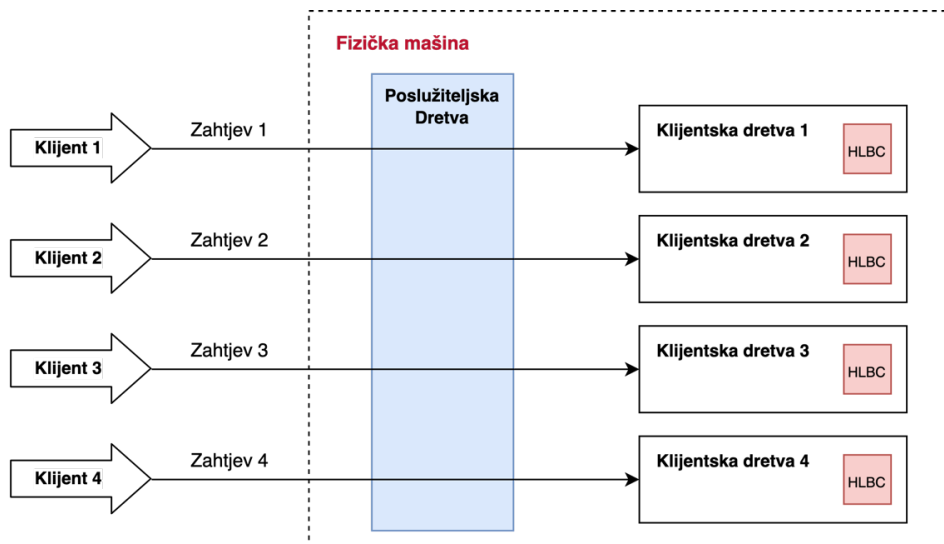 Fizička mašina
Poslužiteljska
Dretva
Klijent 1
Zahtjev 1
Klijentska dretva 1
HLBC
Klijent 2
Zahtjev 2
Klijentska dretva 2
HLBC
Klijent 3
Zahtjev 3
Klijentska dretva 3
HLBC
Klijent 4
Zahtjev 4
Klijentska dretva 4
HLBC